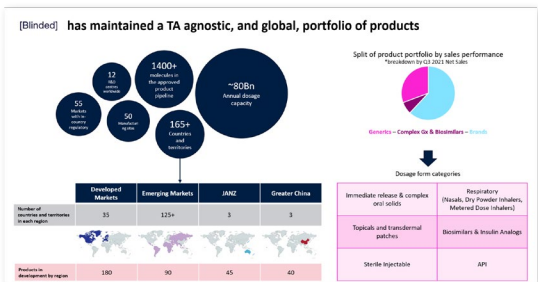 [Blinded] has maintained a TA agnostic, and global, portfolio of products
12
R&D
centers
worldwide
1400+
molecules in
the approved
product
pipeline
~80Bn
Annual dosage
capacity
55
Markets
with in-
country
regulatory
50
165+
Countries
and
territories
Split of product portfolio by sales performance
*breakdown by Q3 2021 Net Sales
Generics – Complex Gx & Biosimilars – Brands
Dosage form categories
Immediate release & complex
oral solids
Respiratory
(Nasals, Dry Powder Inhalers,
Metered Dose Inhalers)
Topicals and transdermal
patches
Biosimilars & Insulin Analogs
Sterile Injectable
API
Developed
Markets
Emerging Markets
JANZ
Greater China
Number of
countries and territories
in each region
35
125+
3
3
Products in
development by region
180
90
45
40